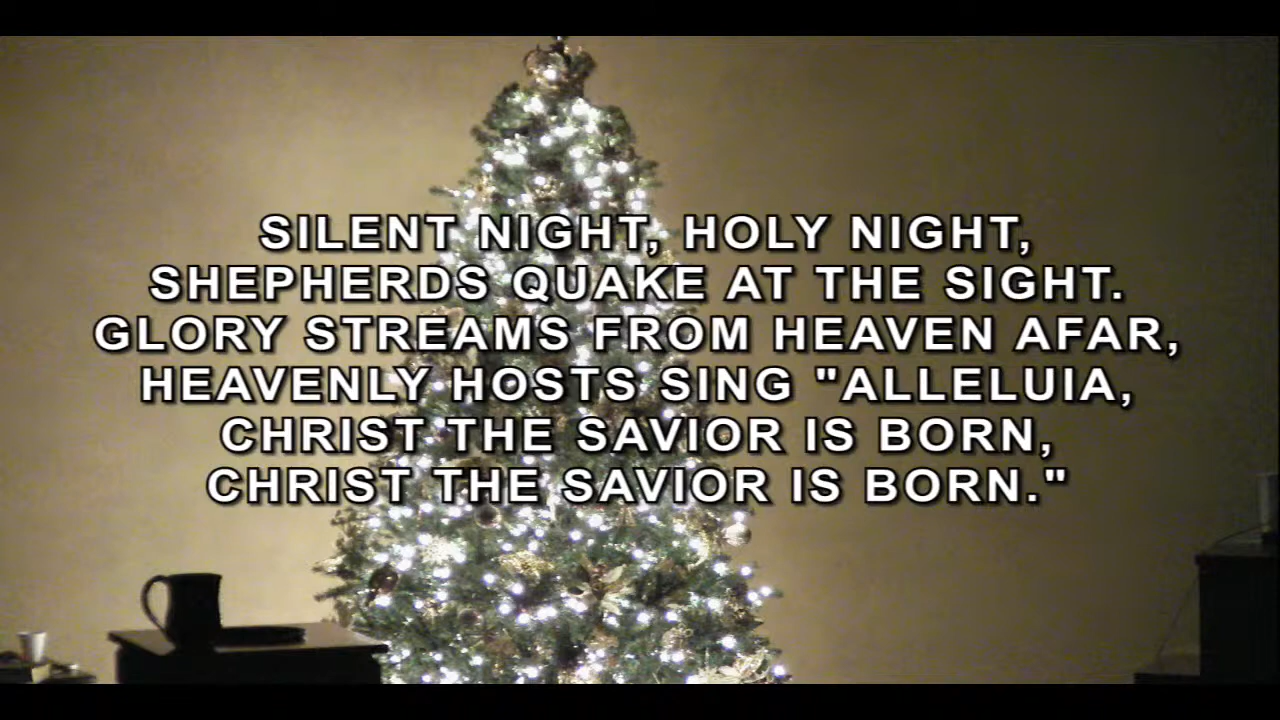 SILENT NIGHT, HOLY NIGHT,
SHEPHERDS QUAKE AT THE SIGHT.
GLORY STREAMS FROM HEAVEN AFAR,
HEAVENLY HOSTS SING "ALLELUIA,
CHRIST THE SAVIOR IS BORN,
CHRIST THE SAVIOR IS BORN."